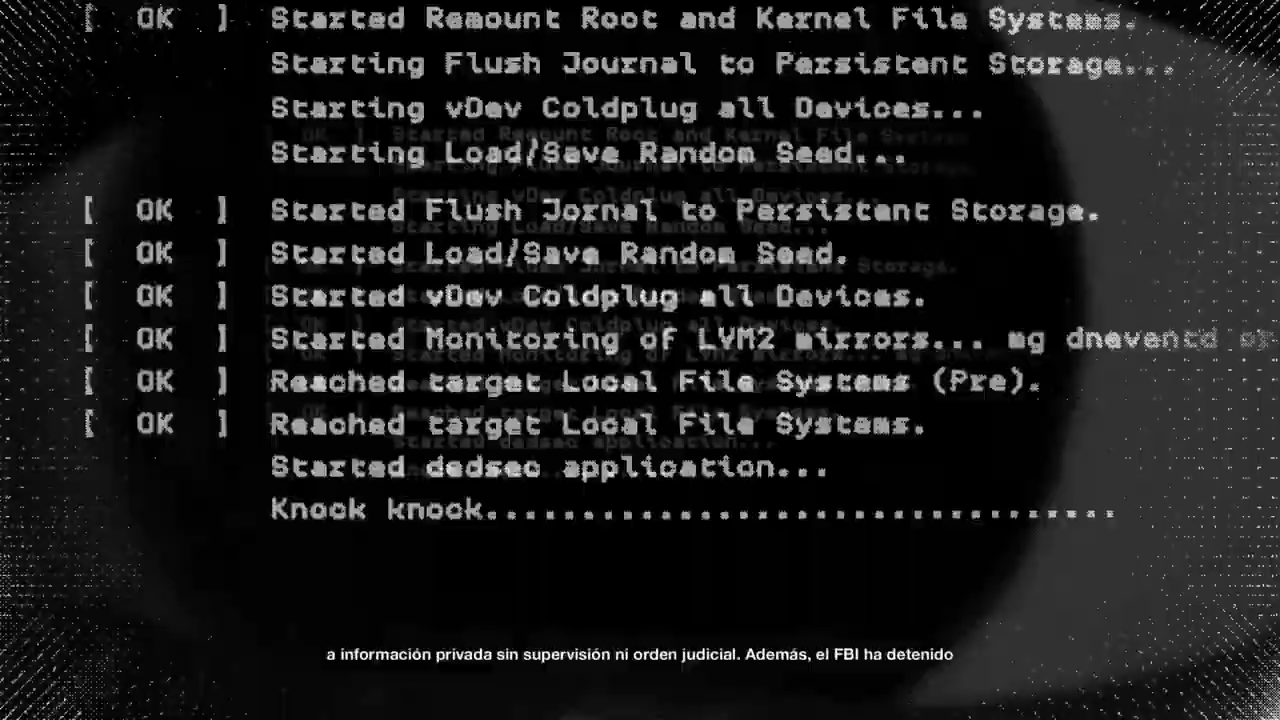 [ OK ] Started Remount Root and Kernel File Systems.
Starting Flush Journal to Persistent Storage...
Starting vDev Coldplug all Devices...
Starting Load/Save Random Seed...
[ OK ] Started Flush Jornal to Persistent Storage.
[ OK ] Started Load/Save Random Seed.
[ OK ] Started vDev Coldplug all Devices.
[ OK ] Started Monitoring of LVM2 mirrors... mg dneventd or
[ OK ] Reached target Local File Systems (Pre).
[ OK ] Reached target Local File Systems.
Started dedsec application...
Knock knock.................................
a información privada sin supervisión ni orden judicial. Además, el FBI ha detenido